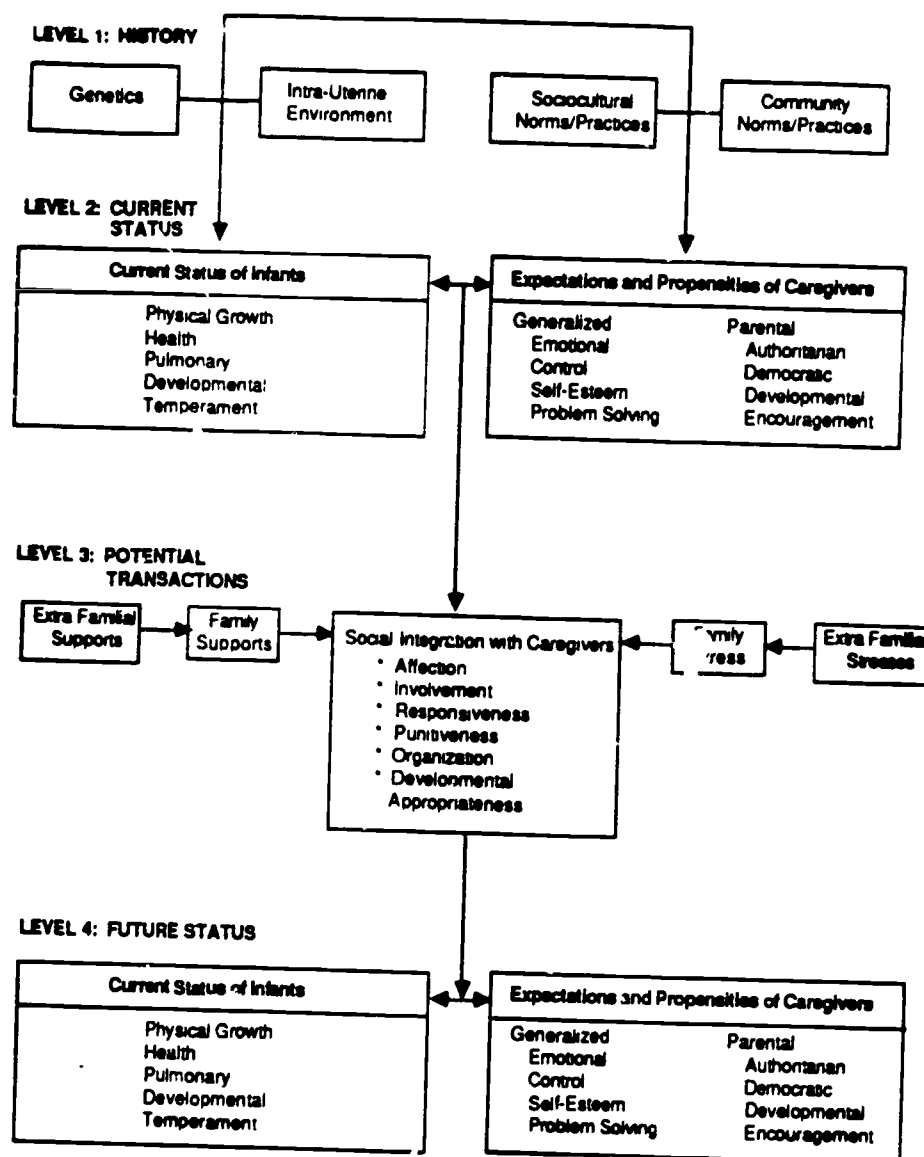 LEVEL 1: HISTORY
Genetics
Intra-Uterine
Environment
Sociocultural
Norms/Practices
Community
Norms/Practices
LEVEL 2: CURRENT
STATUS
Current Status of Infants
Physical Growth
Health
Pulmonary
Developmental
Temperament
Expectations and Propensities of Caregivers
Generalized
Emotional
Control
Self-Esteem
Problem Solving
Parental
Authoritarian
Democratic
Developmental
Encouragement
LEVEL 3: POTENTIAL
TRANSACTIONS
Extra Familial
Supports
Family
Supports
Social Integration with Caregivers
* Affection
* Involvement
* Responsiveness
* Punitiveness
* Organization
* Developmental
Appropriateness
Extra Familial
Stresses
LEVEL 4: FUTURE STATUS
Current Status of Infants
Physical Growth
Health
Pulmonary
Developmental
Temperament
Expectations and Propensities of Caregivers
Generalized
Emotional
Control
Self-Esteem
Problem Solving
Parental
Authoritarian
Democratic
Developmental
Encouragement